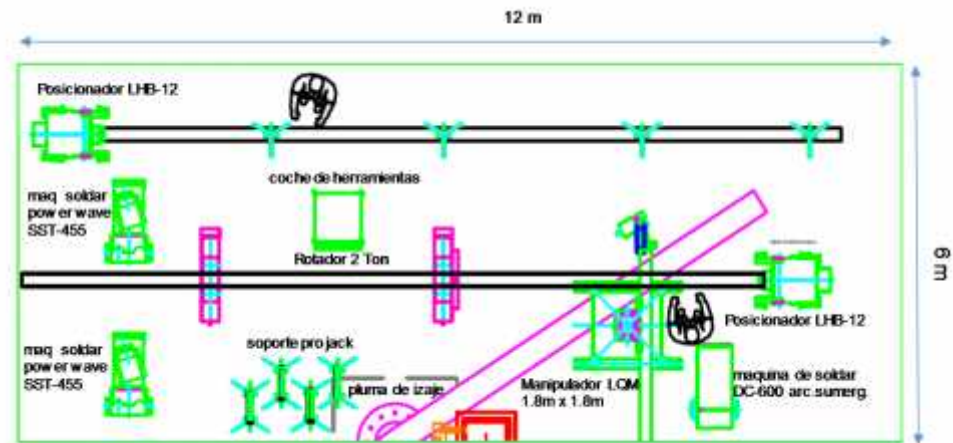 12 m
Posicionador LHB-12
coche de herramientas
maq soldar
power wave
SST-455
Rotador 2 Ton
6 m
Posicionador LHB-12
maq soldar
power wave
SST-455
soporte pro jack
pluma de izaje
Manipulador LQM
1.8m x 1.8m
maquina de soldar
DC-600 arc.sumerg.